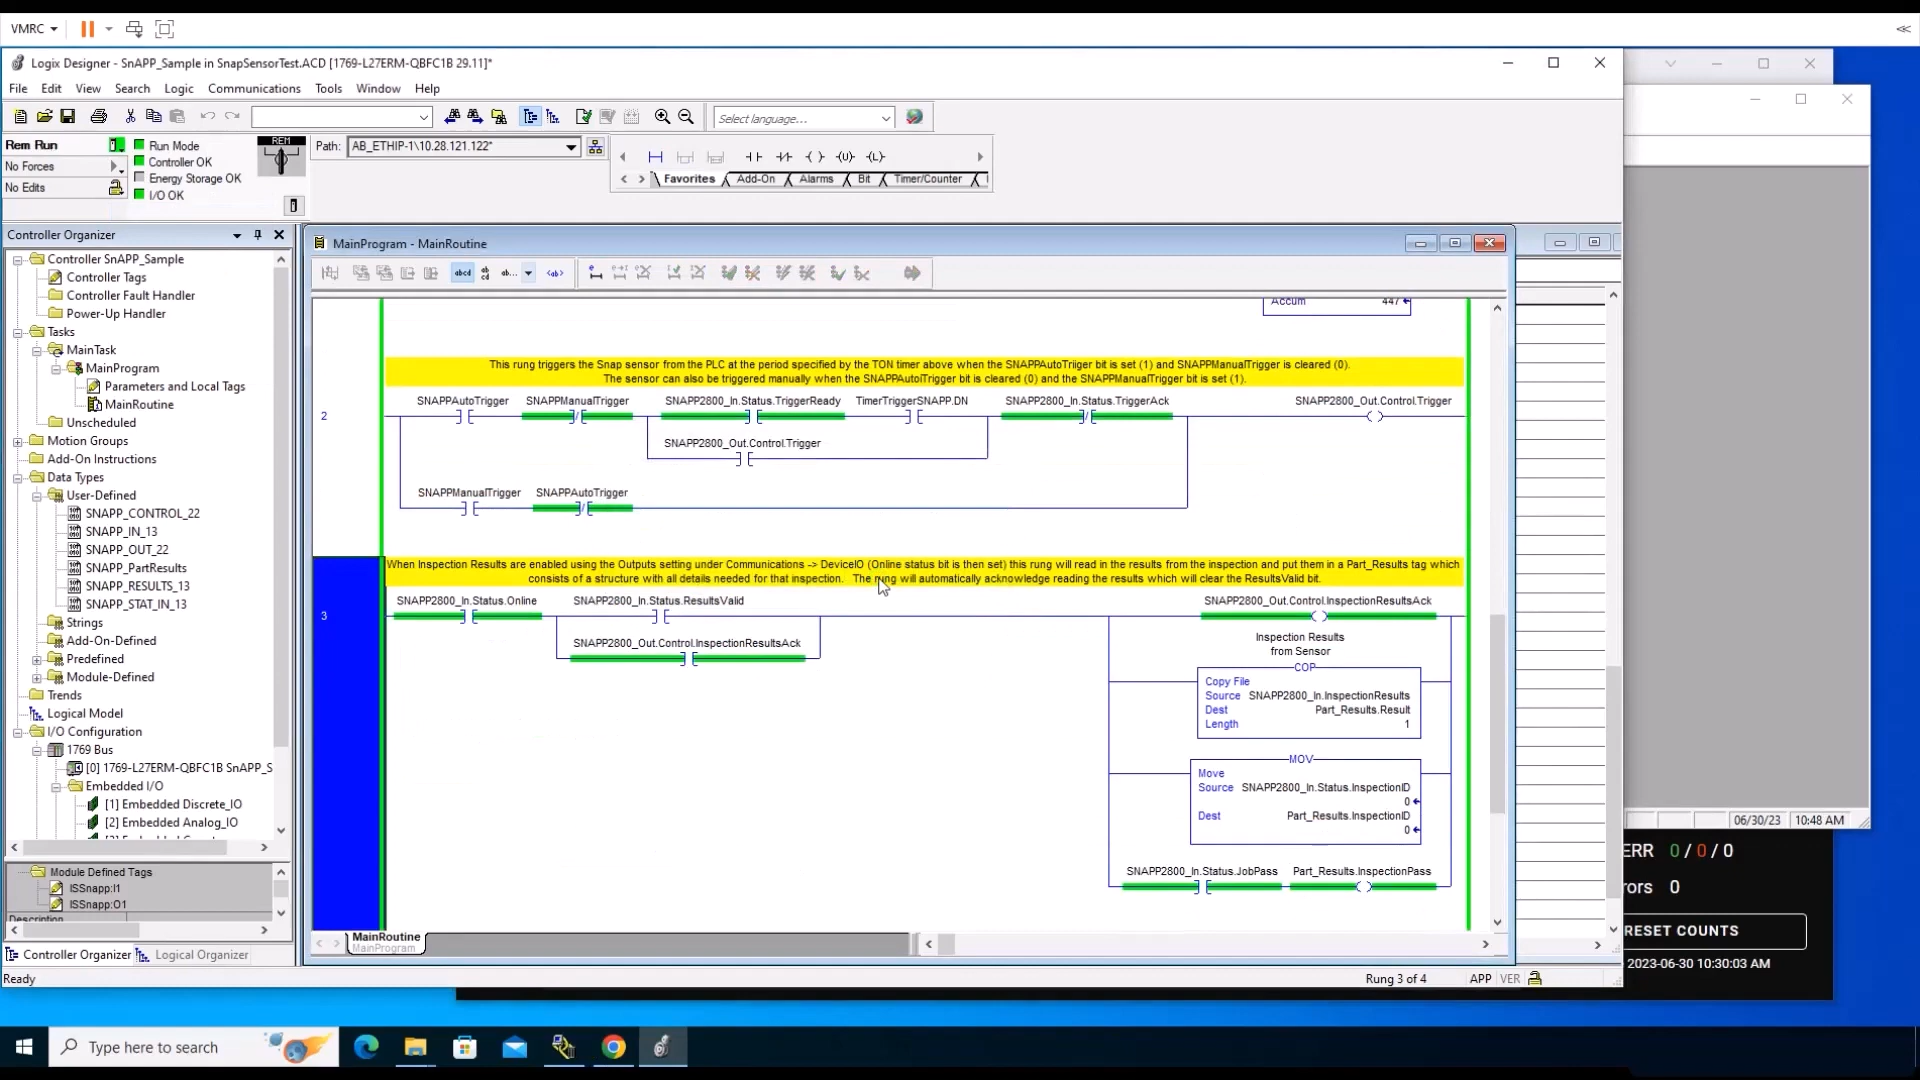 VMRC
Logix Designer - SnAPP_Sample in SnapSensorTest.ACD [1769-L27ERM-QBFC1B 29.11]*
File Edit View Search Logic Communications Tools Window Help
Select language...
Rem Run
No Forces
No Edits
Run Mode
Controller OK
Energy Storage OK
I/O OK
REM
Path: AB_ETHIP-1\10.28.121.122*
Favorites Add-On Alarms Bit Timer/Counter
Controller Organizer
Controller SnAPP_Sample
Controller Tags
Controller Fault Handler
Power-Up Handler
Tasks
MainTask
MainProgram
Parameters and Local Tags
MainRoutine
Unscheduled
Motion Groups
Add-On Instructions
Data Types
User-Defined
SNAPP_CONTROL_22
SNAPP_IN_13
SNAPP_OUT_22
SNAPP_PartResults
SNAPP_RESULTS_13
SNAPP_STAT_IN_13
Strings
Add-On-Defined
Predefined
Module-Defined
Trends
Logical Model
I/O Configuration
1769 Bus
[0] 1769-L27ERM-QBFC1B SnAPP_S
Embedded I/O
[1] Embedded Discrete_IO
[2] Embedded Analog_IO
Module Defined Tags
ISSnapp:I1
ISSnapp:O1
Description
Controller Organizer Logical Organizer
Ready
MainProgram - MainRoutine
Accum 447
This rung triggers the Snap sensor from the PLC at the period specified by the TON timer above when the SNAPPAutoTriiger bit is set (1) and SNAPPManualTrigger is cleared (0).
The sensor can also be triggered manually when the SNAPPAutolTrigger bit is cleared (0) and the SNAPPManualTrigger bit is set (1).
SNAPPAutoTrigger SNAPPManualTrigger SNAPP2800_In.Status.TriggerReady TimerTriggerSNAPP.DN SNAPP2800_In.Status.TriggerAck SNAPP2800_Out.Control.Trigger
2
SNAPP2800_Out.Control.Trigger
SNAPPManualTrigger SNAPPAutoTrigger
When Inspection Results are enabled using the Outputs setting under Communications -> DeviceIO (Online status bit is then set) this rung will read in the results from the inspection and put them in a Part_Results tag which
consists of a structure with all details needed for that inspection. The rung will automatically acknowledge reading the results which will clear the ResultsValid bit.
SNAPP2800_In.Status.Online SNAPP2800_In.Status.ResultsValid SNAPP2800_Out.Control.InspectionResultsAck
3
SNAPP2800_Out.Control.InspectionResultsAck
Inspection Results
from Sensor
COP
Copy File
Source SNAPP2800_In.InspectionResults
Dest Part_Results.Result
Length 1
MOV
Move
Source SNAPP2800_In.Status.InspectionID
0
Dest Part_Results.InspectionID
0
SNAPP2800_In.Status.JobPass Part_Results.InspectionPass
MainRoutine
MainProgram
Rung 3 of 4 APP VER
06/30/23 10:48 AM
ERR 0 / 0 / 0
rors 0
RESET COUNTS
2023-06-30 10:30:03 AM
Type here to search